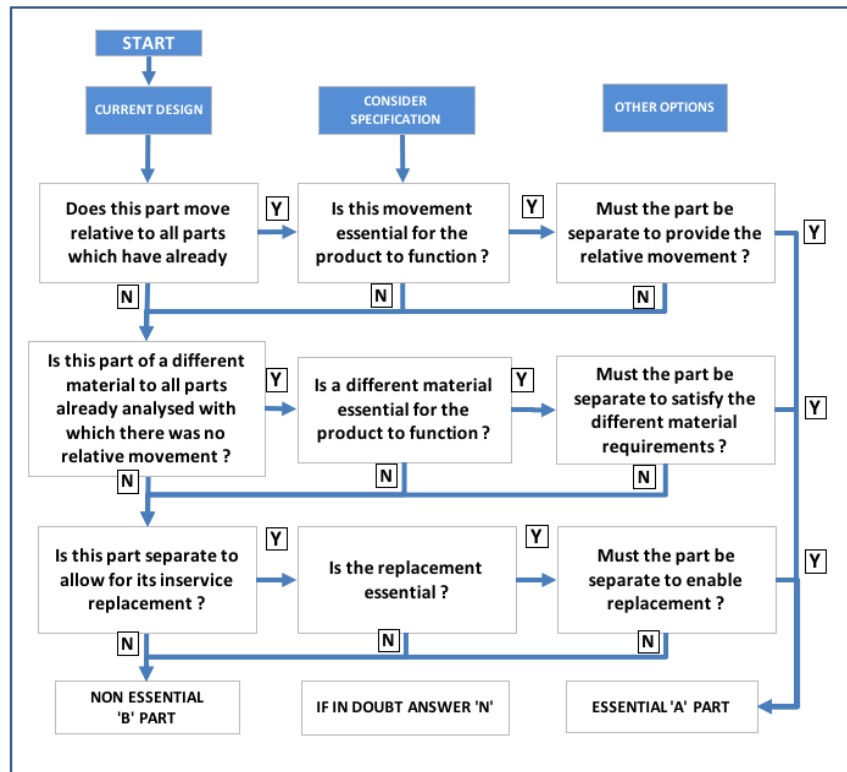 START
CURRENT DESIGN
CONSIDER
SPECIFICATION
OTHER OPTIONS
Does this part move
relative to all parts
which have already
Y
Is this movement
essential for the
product to function ?
Y
Must the part be
separate to provide the
relative movement ?
Y
N
N
N
Is this part of a different
material to all parts
already analysed with
which there was no
relative movement ?
Y
Is a different material
essential for the
product to function ?
Y
Must the part be
separate to satisfy the
different material
requirements ?
Y
N
N
N
Is this part separate to
allow for its inservice
replacement ?
Y
Is the replacement
essential ?
Y
Must the part be
separate to enable
replacement ?
Y
N
N
N
NON ESSENTIAL
'B' PART
IF IN DOUBT ANSWER 'N'
ESSENTIAL 'A' PART